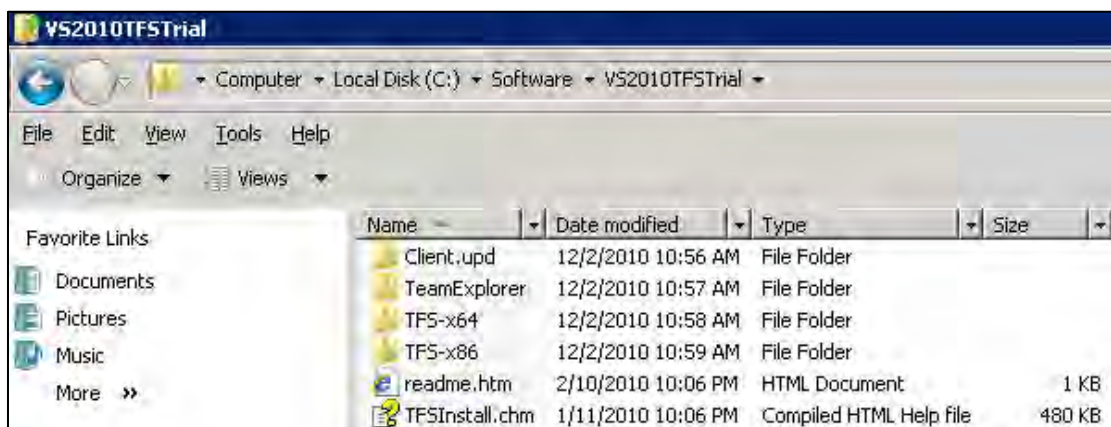 VS2010TFSTrial
Computer Local Disk (C:) Software VS2010TFSTrial
File Edit View Tools Help
Organize Views
Favorite Links
Documents
Pictures
Music
More >>
Name Date modified Type Size
Client.upd 12/2/2010 10:56 AM File Folder
TeamExplorer 12/2/2010 10:57 AM File Folder
TFS-x64 12/2/2010 10:58 AM File Folder
TFS-x86 12/2/2010 10:59 AM File Folder
readme.htm 2/10/2010 10:06 PM HTML Document 1 KB
TFSInstall.chm 1/11/2010 10:06 PM Compiled HTML Help file 480 KB